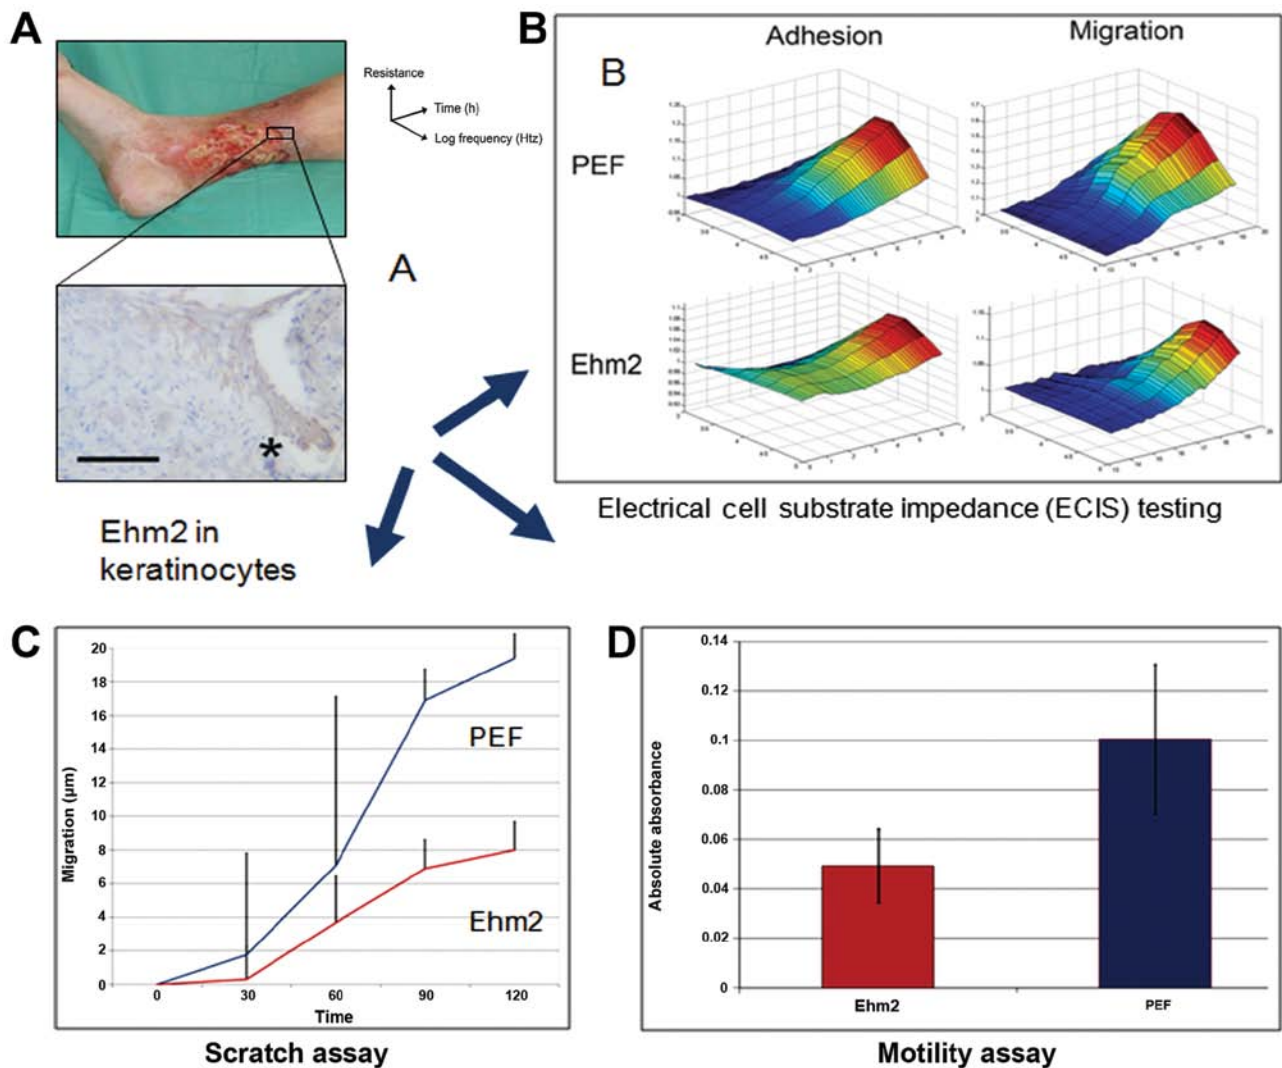 A
B
Resistance
Time (h)
Log frequency (Htz)
A
*
Ehm2 in
keratinocytes
Adhesion
Migration
B
PEF
Ehm2
Electrical cell substrate impedance (ECIS) testing
C
20
18
16
14
12
10
8
6
4
2
0
Migration (µm)
PEF
Ehm2
0 30 60 90 120
Time
Scratch assay
D
0.14
0.12
0.1
0.08
0.06
0.04
0.02
0
Absolute absorbance
Ehm2 PEF
Motility assay